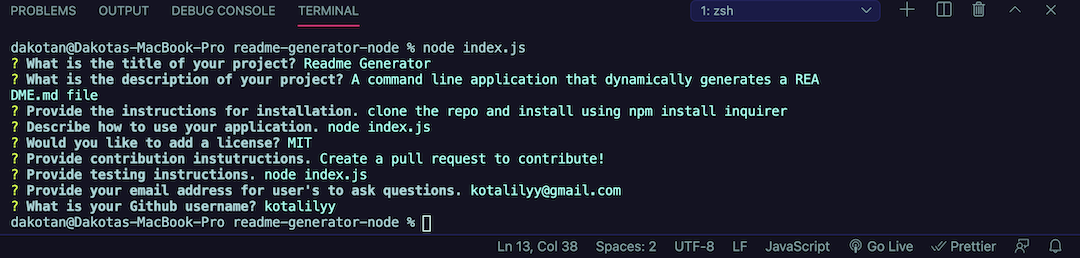 PROBLEMS OUTPUT DEBUG CONSOLE TERMINAL 1: zsh
dakotan@Dakotas-MacBook-Pro readme-generator-node % node index.js
? What is the title of your project? Readme Generator
? What is the description of your project? A command line application that dynamically generates a REA
DME.md file
? Provide the instructions for installation. clone the repo and install using npm install inquirer
? Describe how to use your application. node index.js
? Would you like to add a license? MIT
? Provide contribution instutructions. Create a pull request to contribute!
? Provide testing instructions. node index.js
? Provide your email address for user's to ask questions. kotalilyy@gmail.com
? What is your Github username? kotalilyy
dakotan@Dakotas-MacBook-Pro readme-generator-node %
Ln 13, Col 38 Spaces: 2 UTF-8 LF JavaScript Go Live Prettier